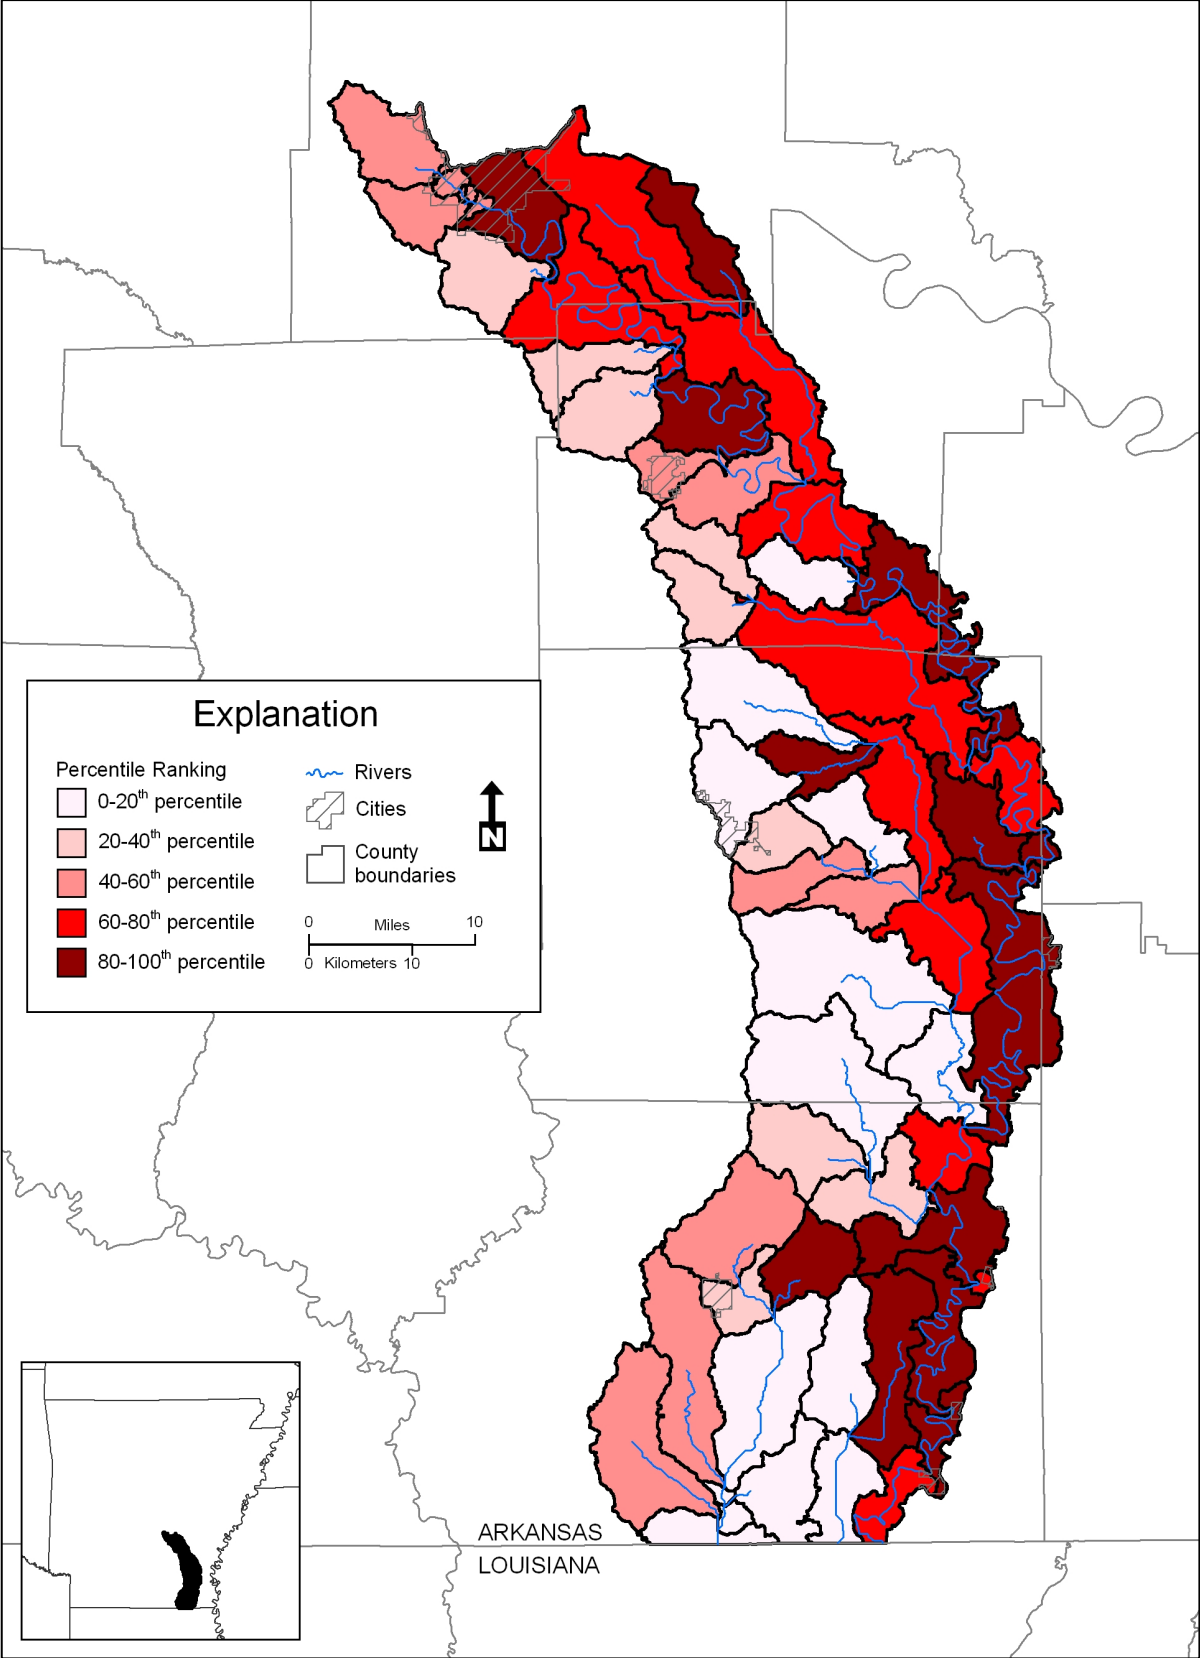 Explanation
Percentile Ranking
0-20th percentile
20-40th percentile
40-60th percentile
60-80th percentile
80-100th percentile
Rivers
Cities
County
boundaries
N
0 Miles 10
0 Kilometers 10
ARKANSAS
LOUISIANA